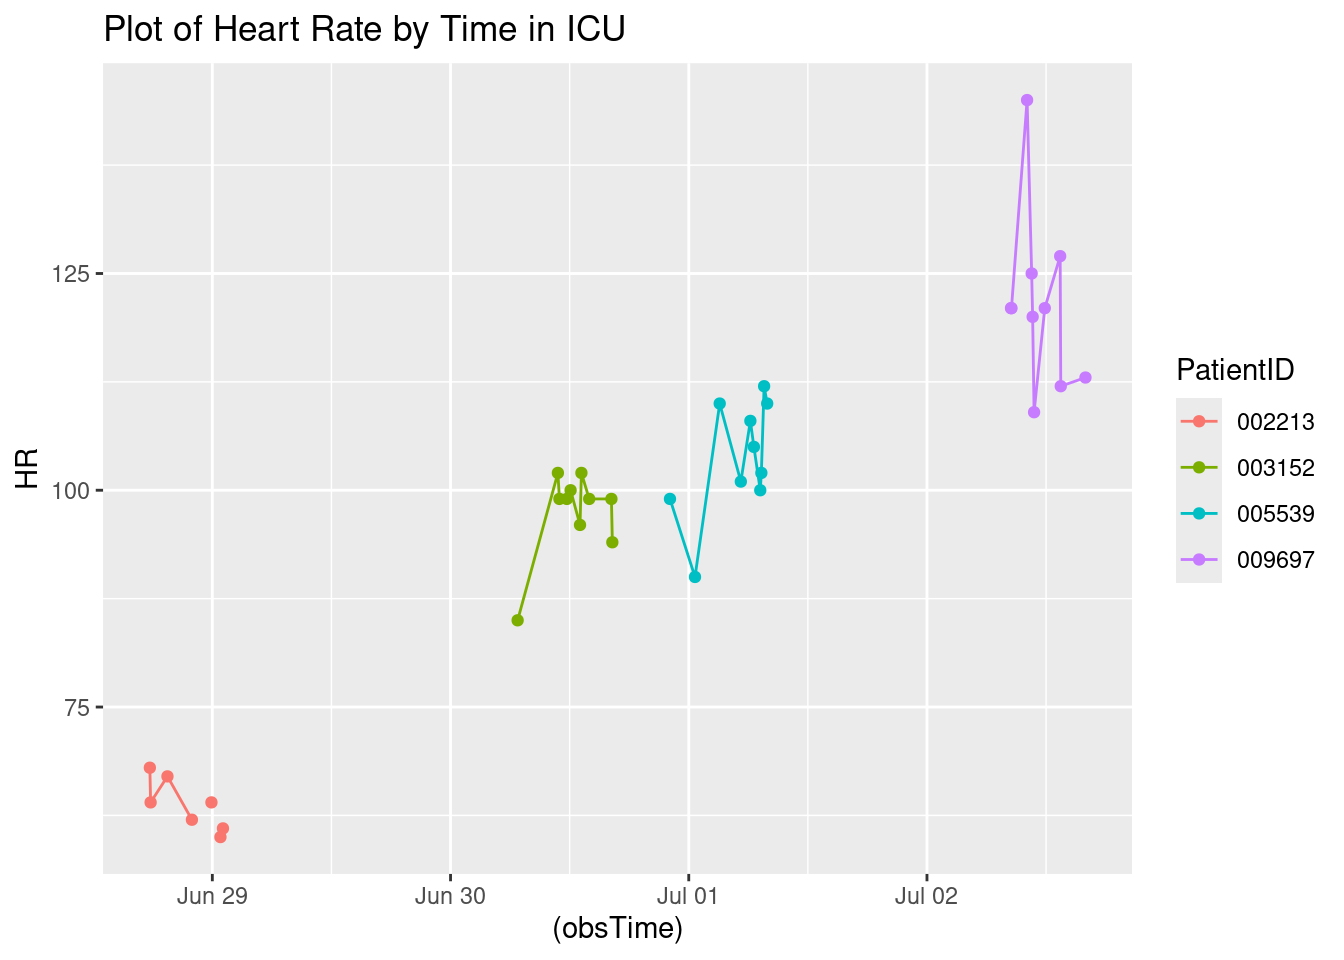 Plot of Heart Rate by Time in ICU
HR
125
100
75
Jun 29
Jun 30
Jul 01
Jul 02
(obsTime)
PatientID
002213
003152
005539
009697